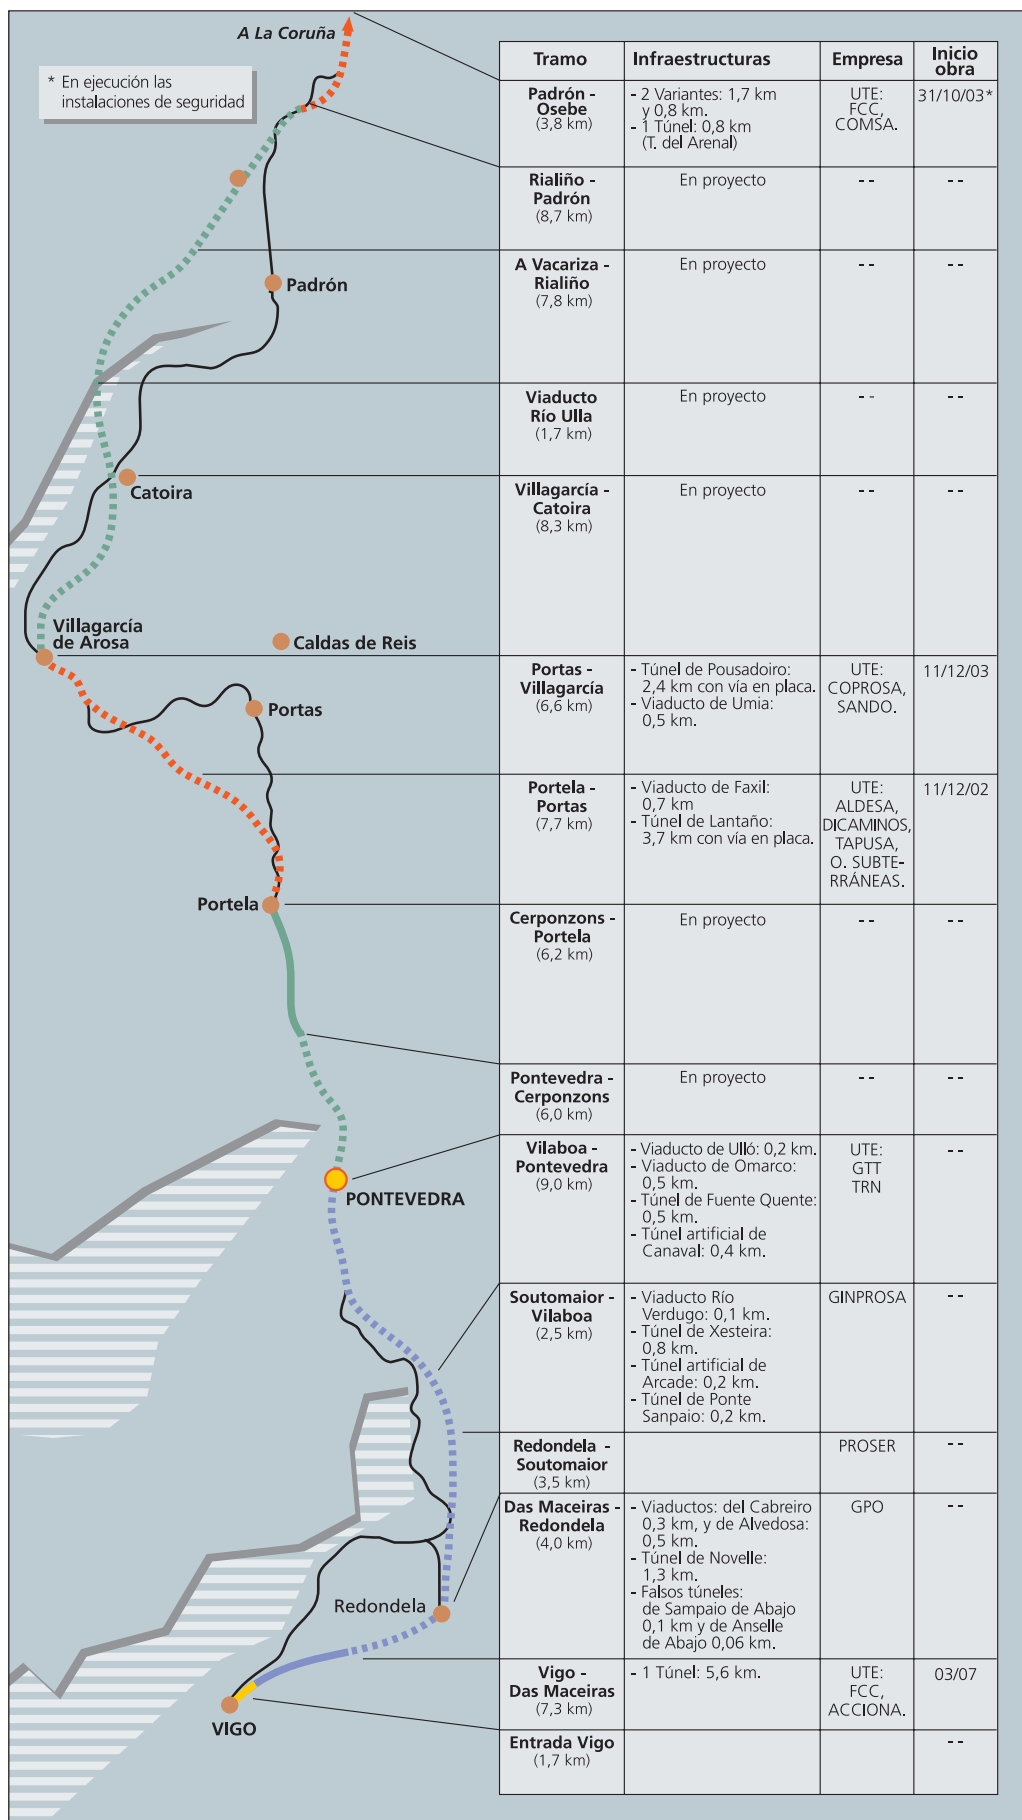 A La Coruña
* En ejecución las
instalaciones de seguridad
Padrón
Catoira
Villagarcía
de Arosa
Caldas de Reis
Portas
Portela
PONTEVEDRA
Redondela
VIGO
Tramo
Infraestructuras
Empresa
Inicio
obra
Padrón -
Osebe
(3,8 km)
- 2 Variantes: 1,7 km
y 0,8 km.
- 1 Túnel: 0,8 km
(T. del Arenal)
UTE:
FCC,
COMSA.
31/10/03*
Rialiño -
Padrón
(8,7 km)
En proyecto
- -
- -
A Vacariza -
Rialiño
(7,8 km)
En proyecto
- -
- -
Viaducto
Río Ulla
(1,7 km)
En proyecto
- -
- -
Villagarcía -
Catoira
(8,3 km)
En proyecto
- -
- -
Portas -
Villagarcía
(6,6 km)
- Túnel de Pousadoiro:
2,4 km con vía en placa.
- Viaducto de Umia:
0,5 km.
UTE:
COPROSA,
SANDO.
11/12/03
Portela -
Portas
(7,7 km)
- Viaducto de Faxil:
0,7 km
- Túnel de Lantaño:
3,7 km con vía en placa.
UTE:
ALDESA,
DICAMINOS,
TAPUSA,
O. SUBTE-
RRÁNEAS.
11/12/02
Cerponzons -
Portela
(6,2 km)
En proyecto
- -
- -
Pontevedra -
Cerponzons
(6,0 km)
En proyecto
- -
- -
Vilaboa -
Pontevedra
(9,0 km)
- Viaducto de Ulló: 0,2 km.
- Viaducto de Omarco:
0,5 km.
- Túnel de Fuente Quente:
0,5 km.
- Túnel artificial de
Canaval: 0,4 km.
UTE:
GTT
TRN
- -
Soutomaior -
Vilaboa
(2,5 km)
- Viaducto Río
Verdugo: 0,1 km.
- Túnel de Xesteira:
0,8 km.
- Túnel artificial de
Arcade: 0,2 km.
- Túnel de Ponte
Sanpaio: 0,2 km.
GINPROSA
- -
Redondela -
Soutomaior
(3,5 km)
PROSER
- -
Das Maceiras -
Redondela
(4,0 km)
- Viaductos: del Cabreiro
0,3 km, y de Alvedosa:
0,5 km.
- Túnel de Novelle:
1,3 km.
- Falsos túneles:
de Sampaio de Abajo
0,1 km y de Anselle
de Abajo 0,06 km.
GPO
- -
Vigo -
Das Maceiras
(7,3 km)
- 1 Túnel: 5,6 km.
UTE:
FCC,
ACCIONA.
03/07
Entrada Vigo
(1,7 km)
- -